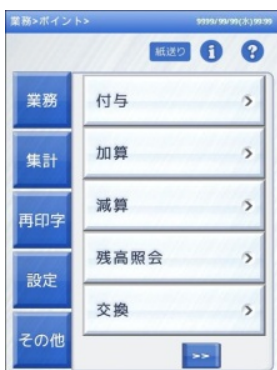 業務>ポイント> 9999/99/99(水)99:99
紙送り i ?
業務
集計
再印字
設定
その他
付与 >
加算 >
減算 >
残高照会 >
交換 >
>>